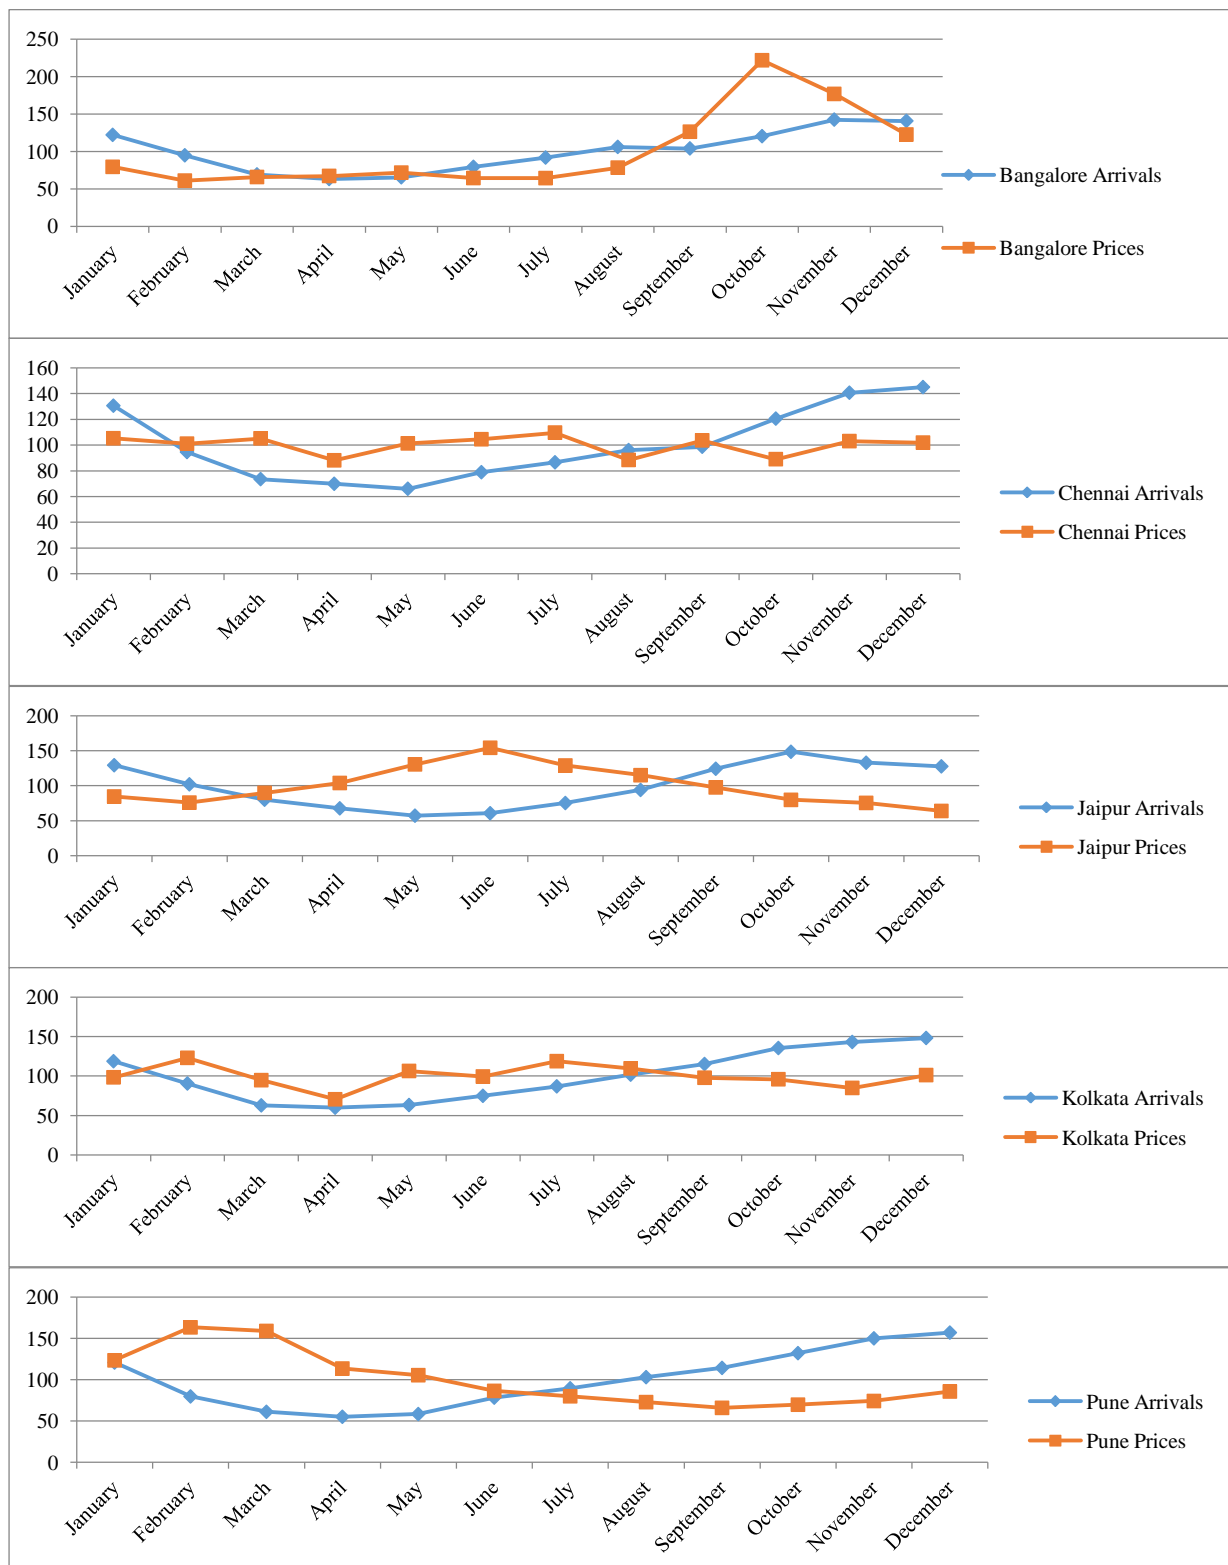 250
200
150
100
50
0
January
February
March
April
May
June
July
August
September
October
November
December
Bangalore Arrivals
Bangalore Prices
160
140
120
100
80
60
40
20
0
January
February
March
April
May
June
July
August
September
October
November
December
Chennai Arrivals
Chennai Prices
200
150
100
50
0
January
February
March
April
May
June
July
August
September
October
November
December
Jaipur Arrivals
Jaipur Prices
200
150
100
50
0
January
February
March
April
May
June
July
August
September
October
November
December
Kolkata Arrivals
Kolkata Prices
200
150
100
50
0
January
February
March
April
May
June
July
August
September
October
November
December
Pune Arrivals
Pune Prices